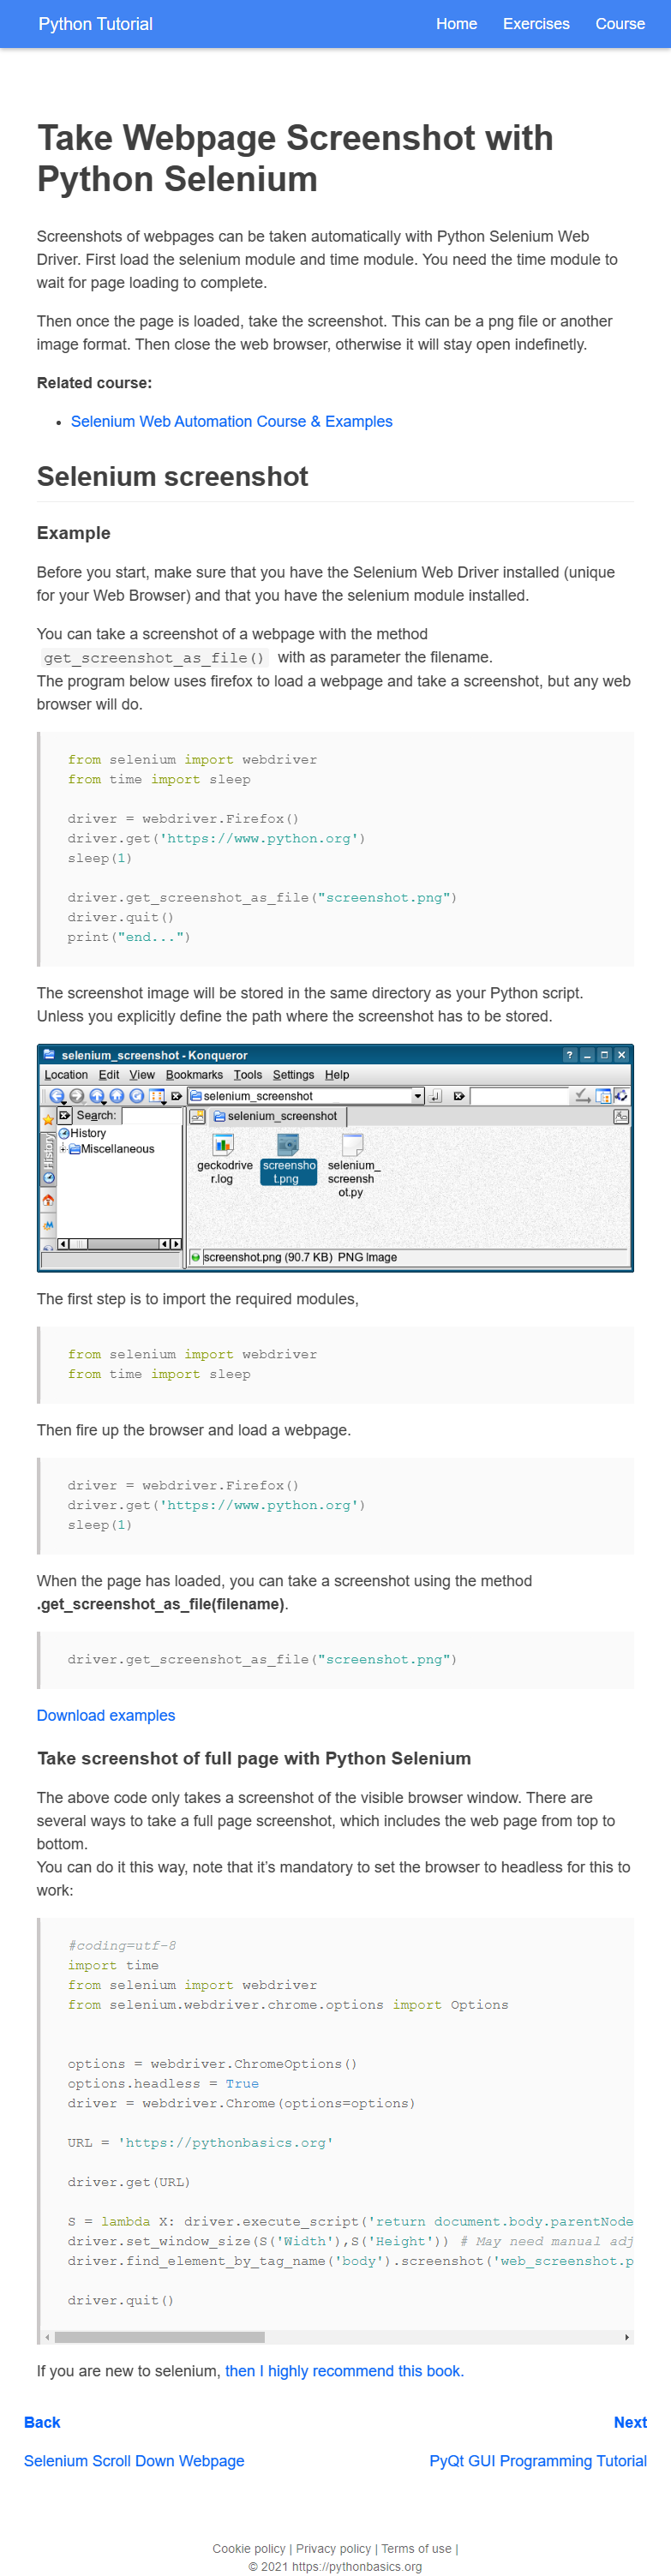 Python Tutorial
Home Exercises Course
Take Webpage Screenshot with
Python Selenium
Screenshots of webpages can be taken automatically with Python Selenium Web
Driver. First load the selenium module and time module. You need the time module to
wait for page loading to complete.
Then once the page is loaded, take the screenshot. This can be a png file or another
image format. Then close the web browser, otherwise it will stay open indefinetly.
Related course:
• Selenium Web Automation Course & Examples
Selenium screenshot
Example
Before you start, make sure that you have the Selenium Web Driver installed (unique
for your Web Browser) and that you have the selenium module installed.
You can take a screenshot of a webpage with the method
get_screenshot_as_file() with as parameter the filename.
The program below uses firefox to load a webpage and take a screenshot, but any web
browser will do.
from selenium import webdriver
from time import sleep
driver = webdriver.Firefox()
driver.get('https://www.python.org')
sleep(1)
driver.get_screenshot_as_file("screenshot.png")
driver.quit()
print("end...")
The screenshot image will be stored in the same directory as your Python script.
Unless you explicitly define the path where the screenshot has to be stored.
selenium_screenshot - Konqueror
Location Edit View Bookmarks Tools Settings Help
selenium_screenshot
Search:
selenium_screenshot
History
History
Miscellaneous
geckodrive
r.log
screensho
t.png
selenium_
screensh
ot.py
screenshot.png (90.7 KB) PNG Image
The first step is to import the required modules,
from selenium import webdriver
from time import sleep
Then fire up the browser and load a webpage.
driver = webdriver.Firefox()
driver.get('https://www.python.org')
sleep(1)
When the page has loaded, you can take a screenshot using the method
.get_screenshot_as_file(filename).
driver.get_screenshot_as_file("screenshot.png")
Download examples
Take screenshot of full page with Python Selenium
The above code only takes a screenshot of the visible browser window. There are
several ways to take a full page screenshot, which includes the web page from top to
bottom.
You can do it this way, note that it’s mandatory to set the browser to headless for this to
work:
#coding=utf-8
import time
from selenium import webdriver
from selenium.webdriver.chrome.options import Options
options = webdriver.ChromeOptions()
options.headless = True
driver = webdriver.Chrome(options=options)
URL = 'https://pythonbasics.org'
driver.get(URL)
S = lambda X: driver.execute_script('return document.body.parentNode
driver.set_window_size(S('Width'),S('Height')) # May need manual adj
driver.find_element_by_tag_name('body').screenshot('web_screenshot.p
driver.quit()
If you are new to selenium, then I highly recommend this book.
Back Next
Selenium Scroll Down Webpage PyQt GUI Programming Tutorial
Cookie policy | Privacy policy | Terms of use |
© 2021 https://pythonbasics.org